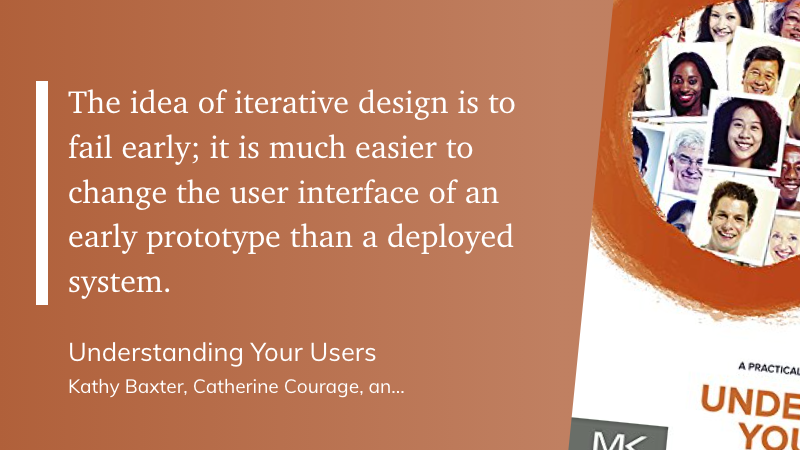 The idea of iterative design is to
fail early; it is much easier to
change the user interface of an
early prototype than a deployed
system.
Understanding Your Users
Kathy Baxter, Catherine Courage, an...
A PRACTICAL
UNDE
YOU
MK